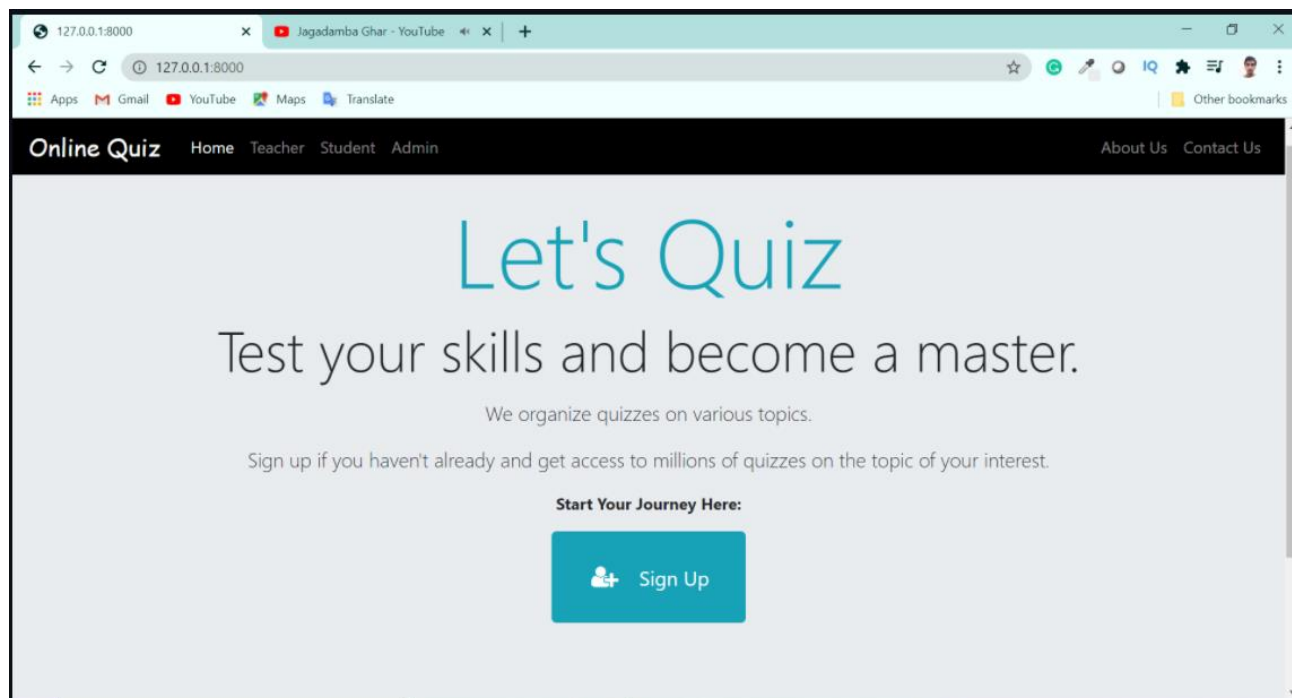 127.0.0.1:8000 Jagadamba Ghar - YouTube
127.0.0.1:8000 IQ
Apps Gmail YouTube Maps Translate Other bookmarks
Online Quiz Home Teacher Student Admin About Us Contact Us
Let's Quiz
Test your skills and become a master.
We organize quizzes on various topics.
Sign up if you haven't already and get access to millions of quizzes on the topic of your interest.
Start Your Journey Here:
Sign Up